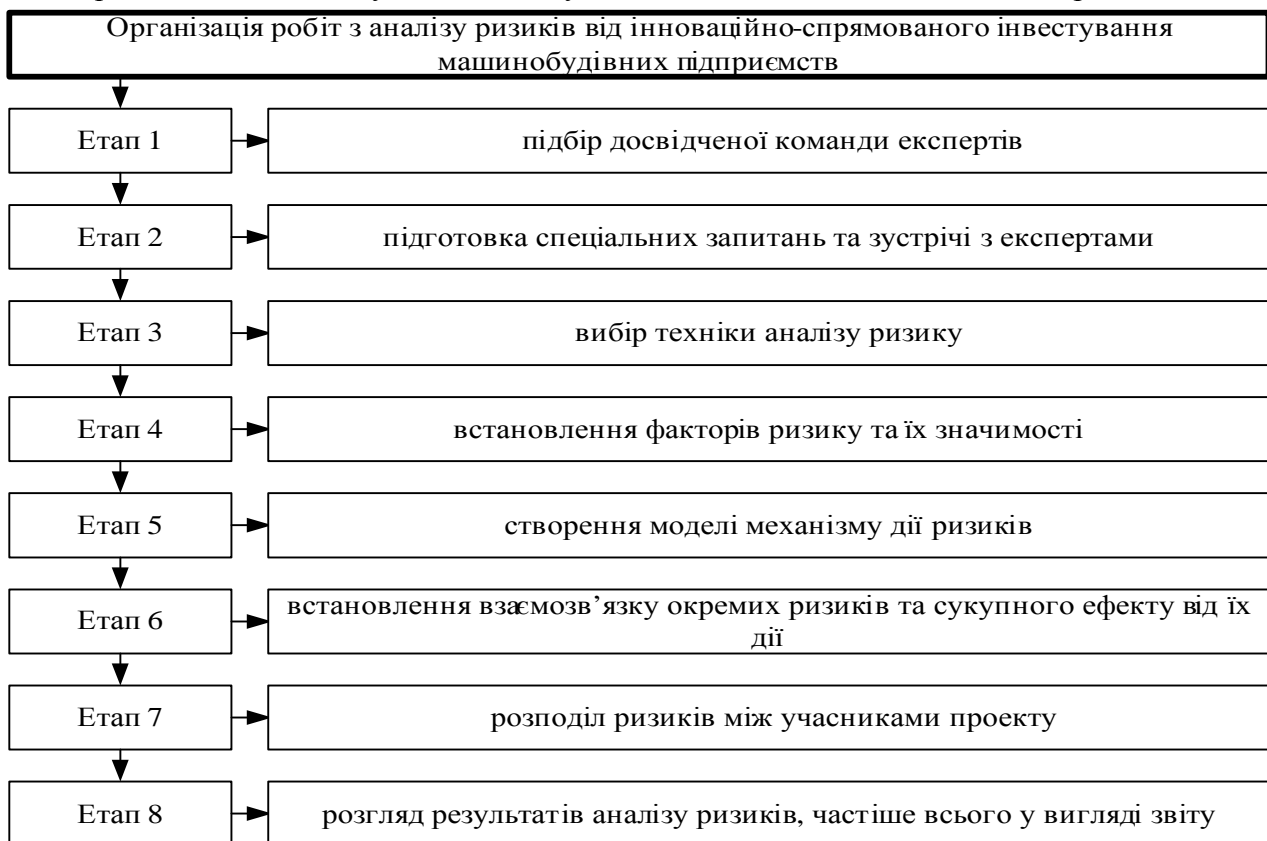 Організація робіт з аналізу ризиків від інноваційно-спрямованого інвестування
машинобудівних підприємств
Етап 1
підбір досвідченої команди експертів
Етап 2
підготовка спеціальних запитань та зустрічі з експертами
Етап 3
вибір техніки аналізу ризику
Етап 4
встановлення факторів ризику та їх значимості
Етап 5
створення моделі механізму дії ризиків
Етап 6
встановлення взаємозв’язку окремих ризиків та сукупного ефекту від їх
дії
Етап 7
розподіл ризиків між учасниками проекту
Етап 8
розгляд результатів аналізу ризиків, частіше всього у вигляді звіту